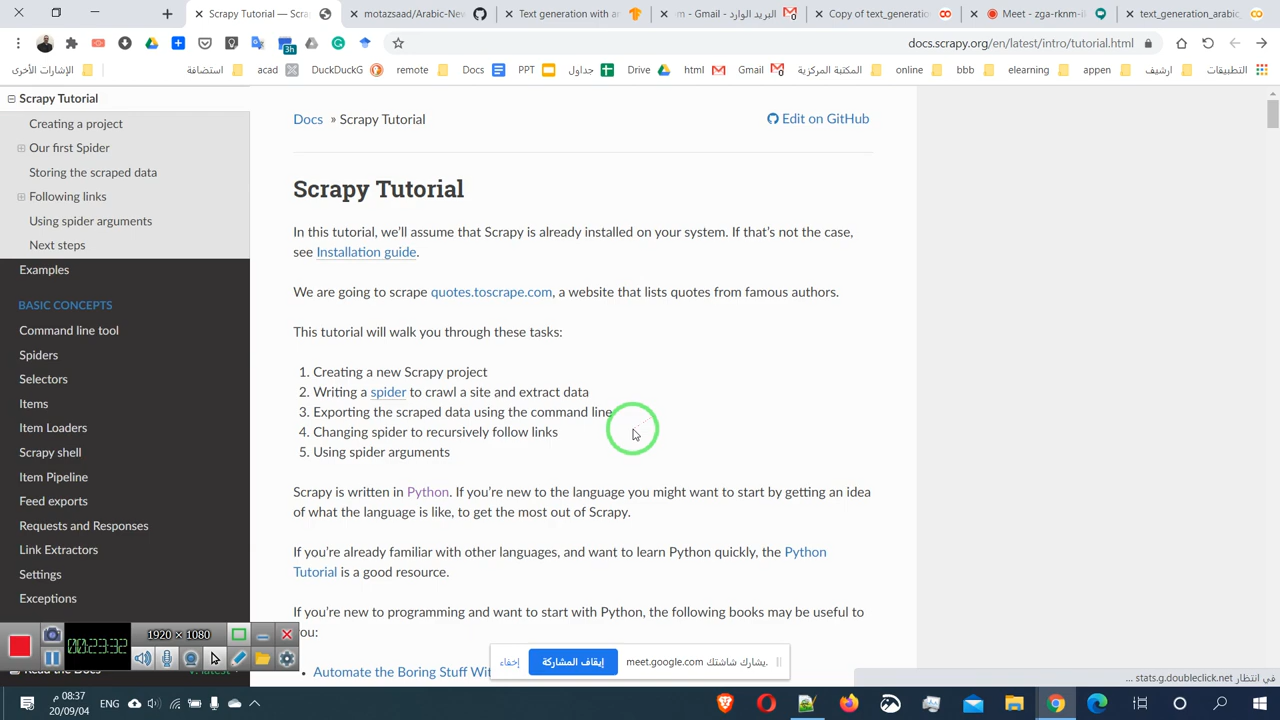 Scrapy Tutorial — Scra
motazsaad/Arabic-New
Text generation with an
البريد الوارد - Gmail - m
Copy of text_generation
Meet - zga-rknm-i
text_generation_arabic_
docs.scrapy.org/en/latest/intro/tutorial.html
3h
الإشارات الأخرى
استضافة
acad
DuckDuckG
remote
Docs
PPT
جداول
Drive
html
Gmail
المكتبة المركزية
online
bbb
elearning
appen
ارشيف
التطبيقات
Scrapy Tutorial
Creating a project
Our first Spider
Storing the scraped data
Following links
Using spider arguments
Next steps
Examples
BASIC CONCEPTS
Command line tool
Spiders
Selectors
Items
Item Loaders
Scrapy shell
Item Pipeline
Feed exports
Requests and Responses
Link Extractors
Settings
Exceptions
Docs » Scrapy Tutorial
Edit on GitHub
Scrapy Tutorial
In this tutorial, we’ll assume that Scrapy is already installed on your system. If that’s not the case,
see Installation guide.
We are going to scrape quotes.toscrape.com, a website that lists quotes from famous authors.
This tutorial will walk you through these tasks:
1. Creating a new Scrapy project
2. Writing a spider to crawl a site and extract data
3. Exporting the scraped data using the command line
4. Changing spider to recursively follow links
5. Using spider arguments
Scrapy is written in Python. If you’re new to the language you might want to start by getting an idea
of what the language is like, to get the most out of Scrapy.
If you’re already familiar with other languages, and want to learn Python quickly, the Python
Tutorial is a good resource.
If you’re new to programming and want to start with Python, the following books may be useful to
you:
Automate the Boring Stuff Wit
00:23:32
1920 × 1080
Read the Docs
v: latest
يشارك شاشتك meet.google.com.
إيقاف المشاركة
إخفاء
في انتظار stats.g.doubleclick.net ...
08:37 م
20/09/04
ENG